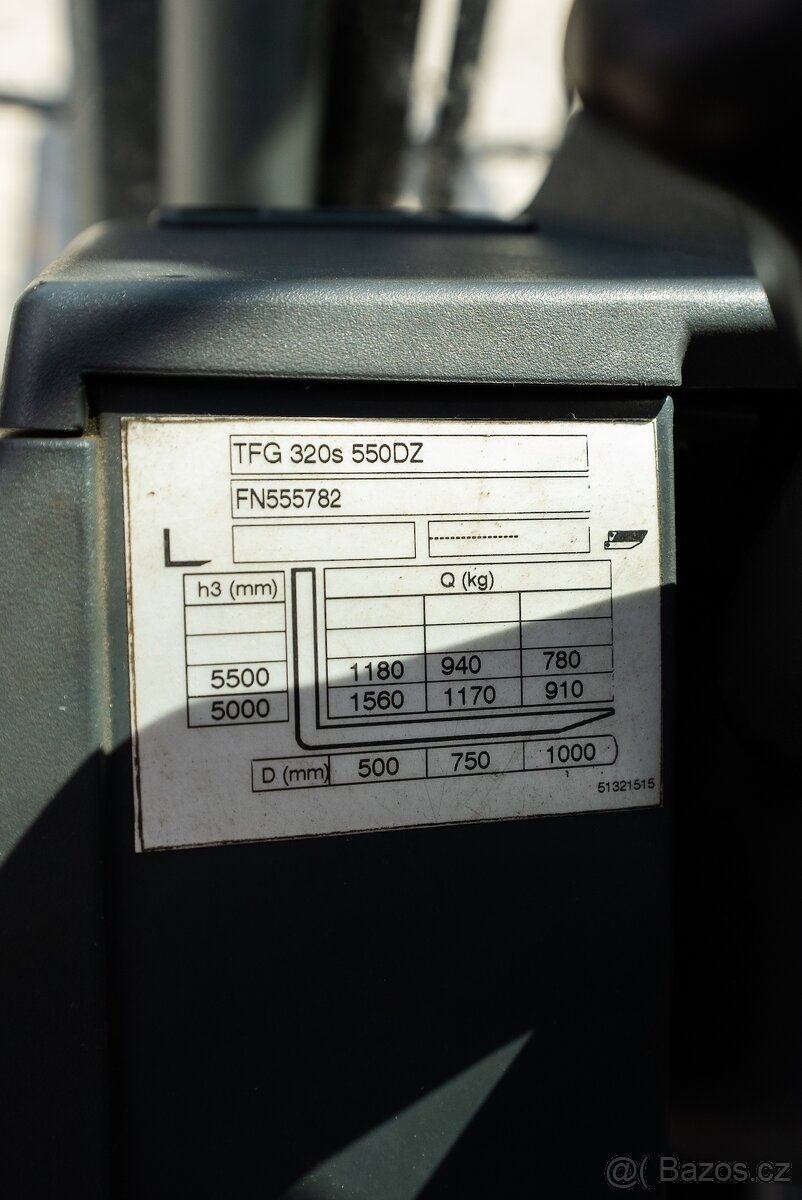 TFG 320s 550DZ
FN555782
h3 (mm) Q (kg)
5500 1180 940 780
5000 1560 1170 910
D (mm) 500 750 1000
51321515
@( Bazos.cz